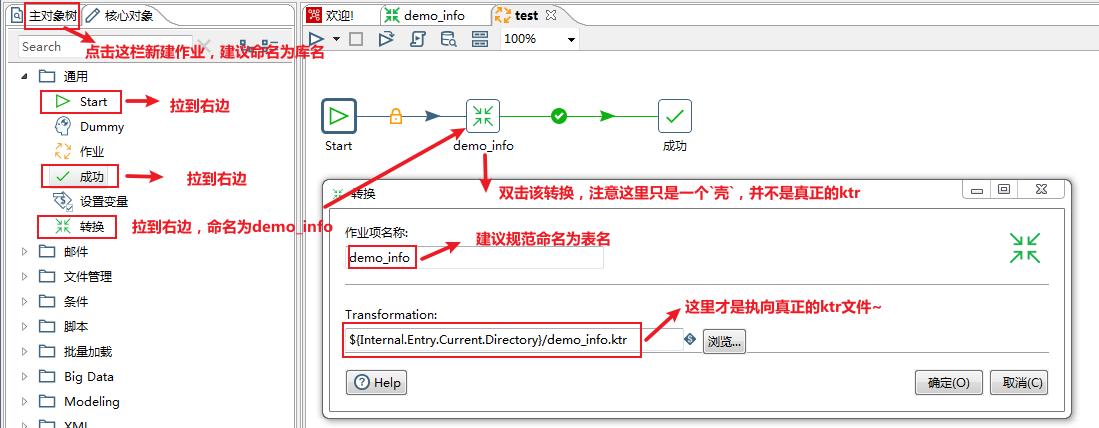 主对象树
核心对象
欢迎!
demo_info
test
Search
点击这栏新建作业，建议命名为库名
100%
通用
Start
拉到右边
Dummy
作业
成功
拉到右边
设置变量
转换
拉到右边，命名为demo_info
邮件
文件管理
条件
脚本
批量加载
Big Data
Modeling
XML
Start
demo_info
成功
双击该转换，注意这里只是一个`壳`，并不是真正的ktr
转换
作业项名称:
demo_info
建议规范命名为表名
这里才是执向真正的ktr文件~
Transformation:
${Internal.Entry.Current.Directory}/demo_info.ktr
浏览...
Help
确定(O)
取消(C)